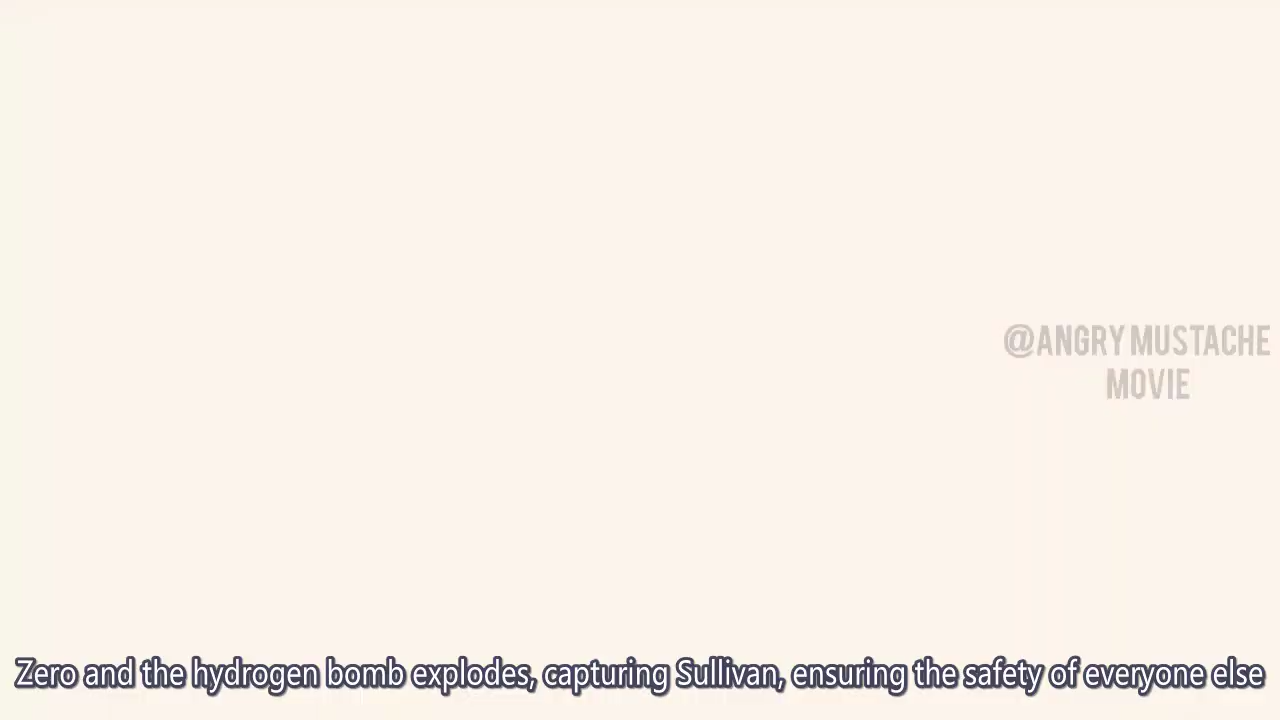 @ANGRY MUSTACHE
MOVIE
Zero and the hydrogen bomb explodes, capturing Sullivan, ensuring the safety of everyone else